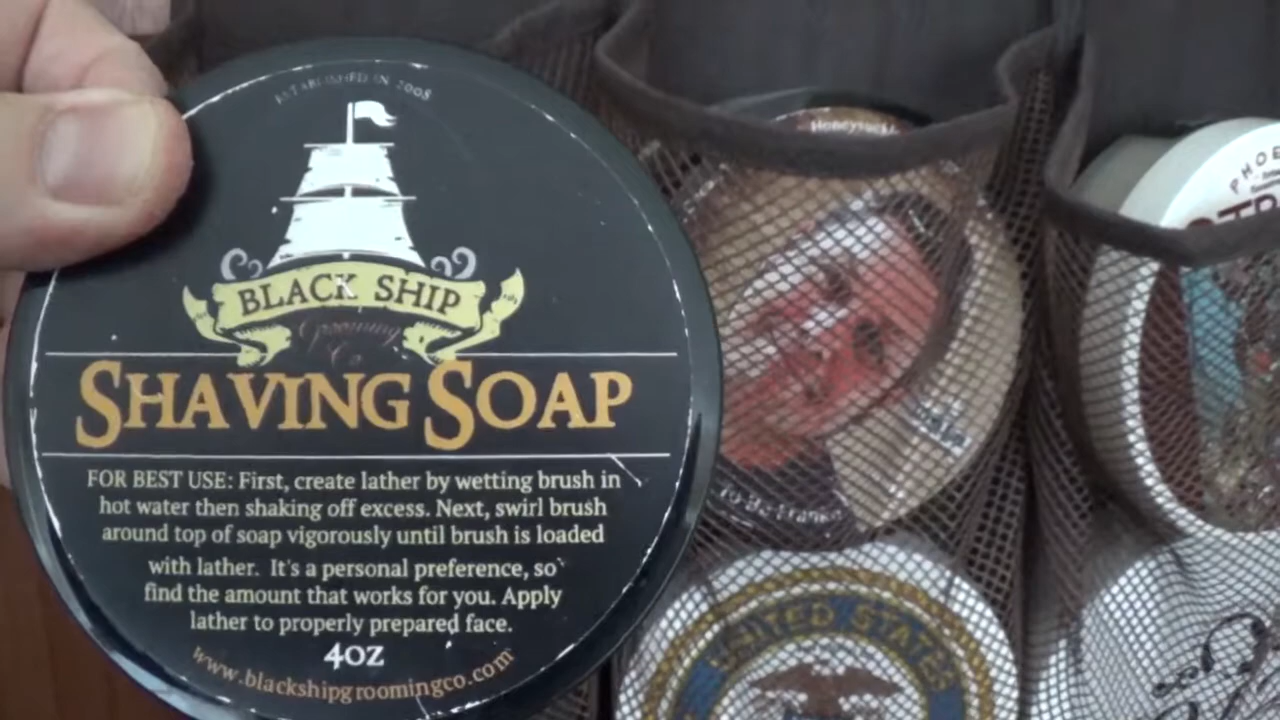 ESTABLISHED IN 2008
BLACK SHIP
Grooming
Co
SHAVING SOAP
FOR BEST USE: First, create lather by wetting brush in
hot water then shaking off excess. Next, swirl brush
around top of soap vigorously until brush is loaded
with lather. It's a personal preference, so
find the amount that works for you. Apply
lather to properly prepared face.
4OZ
www.blackshipgroomingco.com
Honeysuckle
To-Be-Frank
UNITED STATES
PHOE